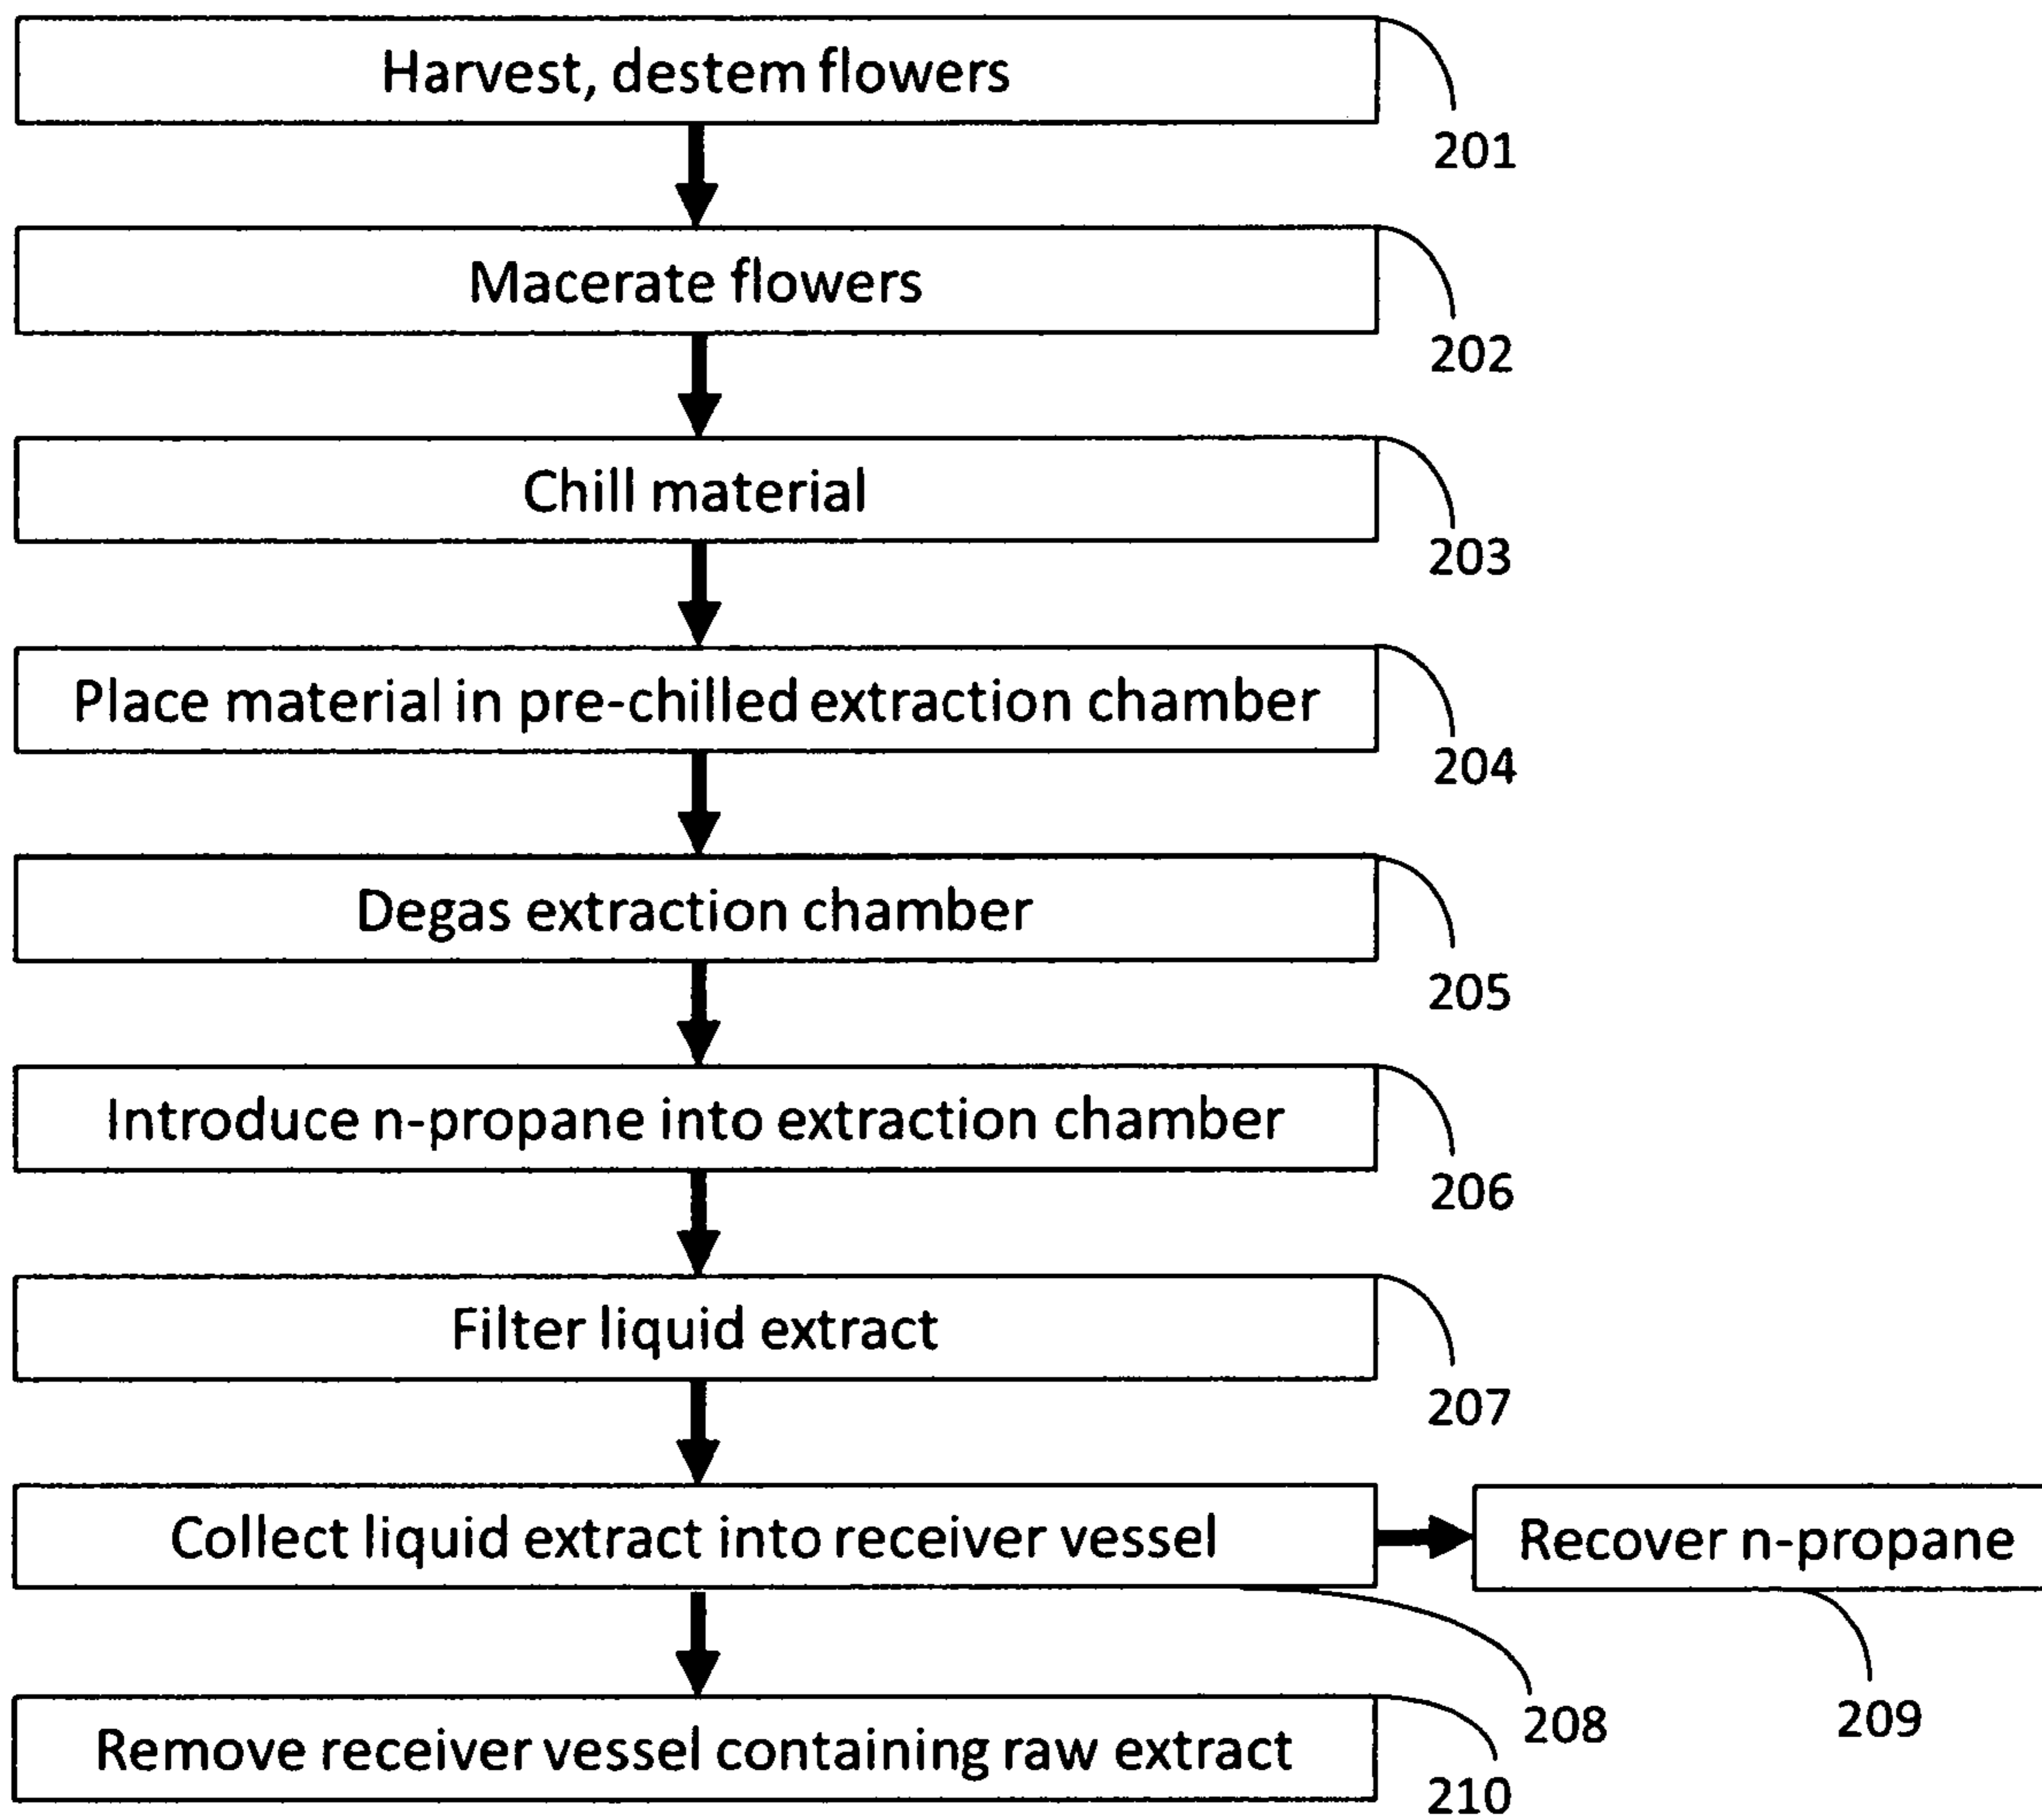 Harvest, destem flowers
201
Macerate flowers
202
Chill material
203
Place material in pre-chilled extraction chamber
204
Degas extraction chamber
205
Introduce n-propane into extraction chamber
206
Filter liquid extract
207
Collect liquid extract into receiver vessel
Recover n-propane
208
209
Remove receiver vessel containing raw extract
210